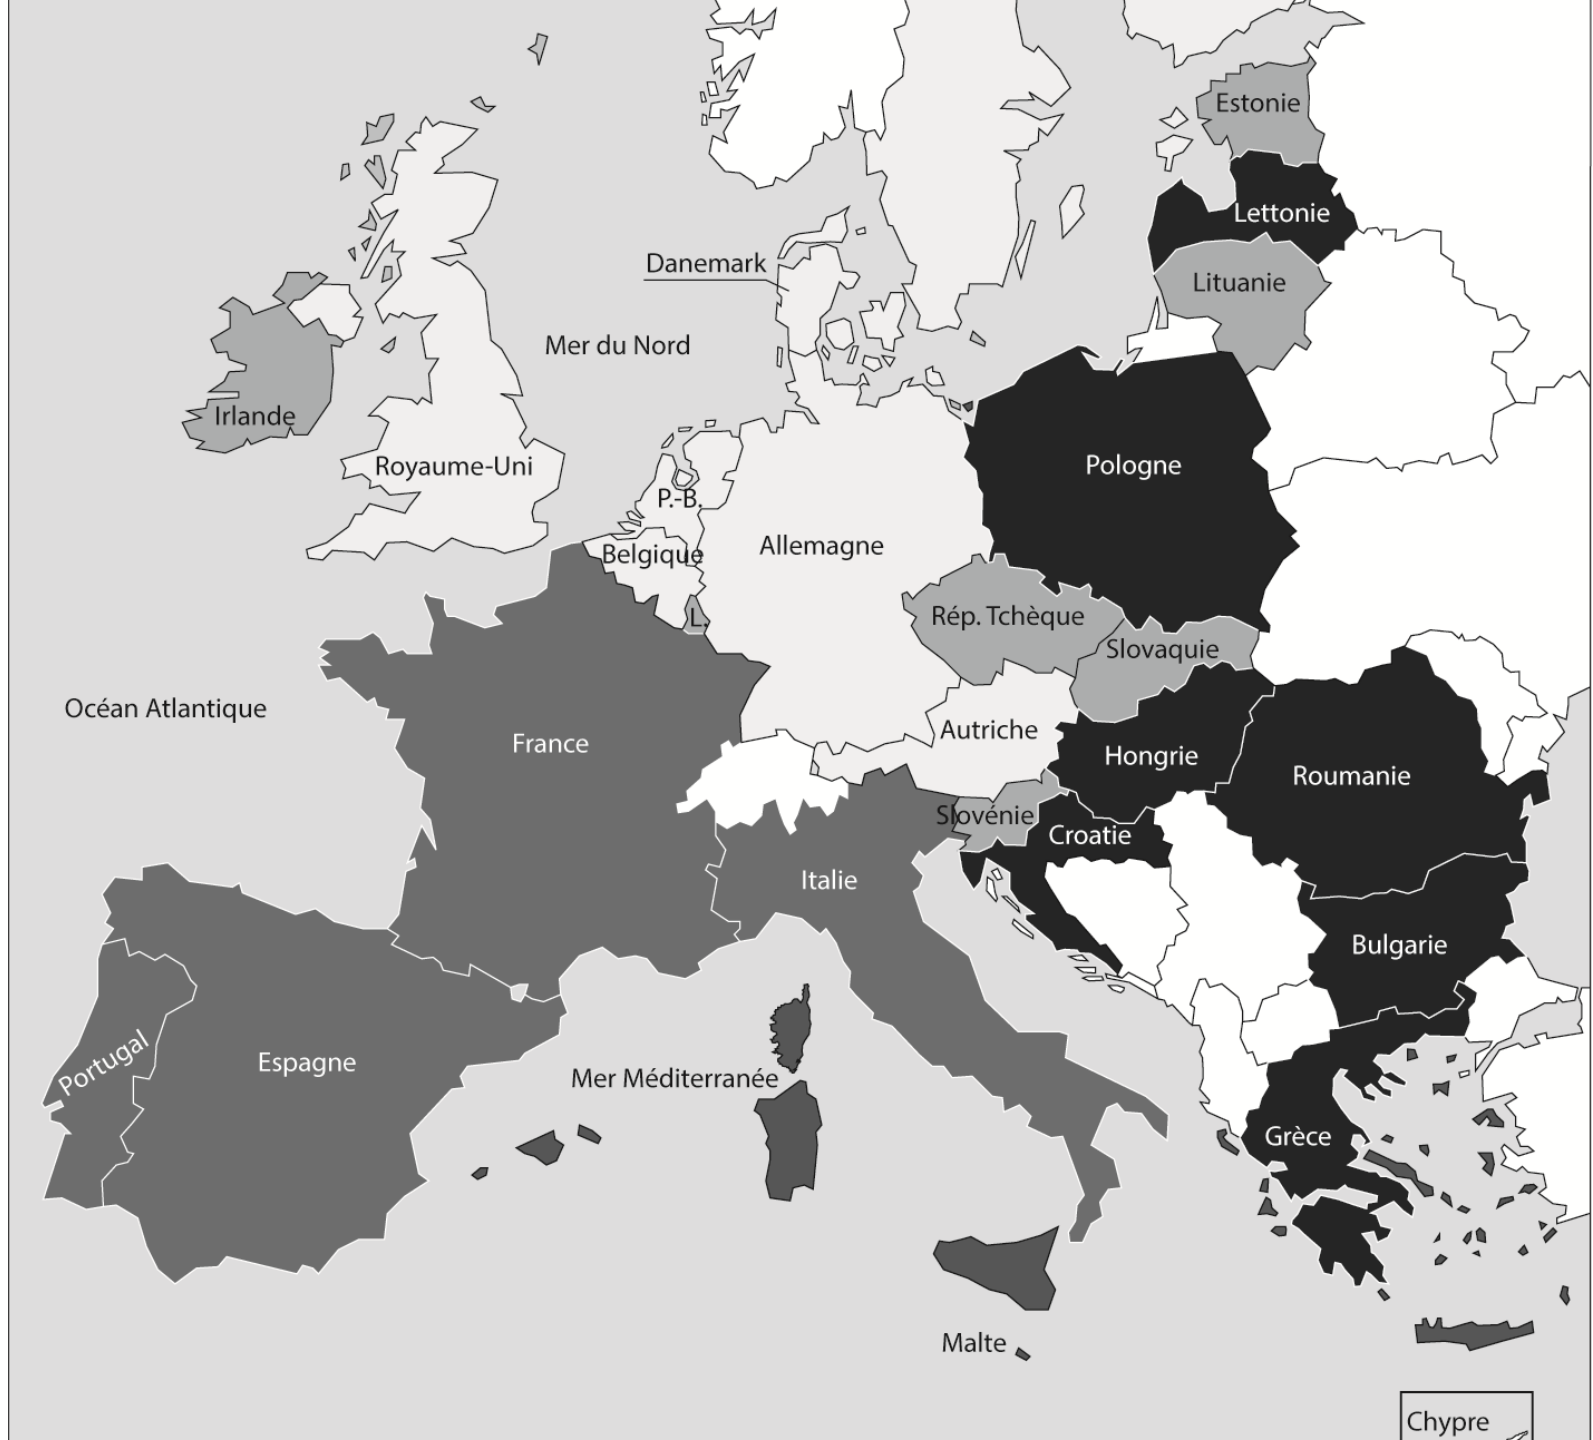 Estonie
Lettonie
Danemark
Lituanie
Mer du Nord
Irlande
Royaume-Uni
Pologne
P.-B.
Belgique
Allemagne
L.
Rép. Tchèque
Slovaquie
Océan Atlantique
France
Autriche
Hongrie
Roumanie
Slovénie
Croatie
Italie
Bulgarie
Portugal
Espagne
Mer Méditerranée
Grèce
Malte
Chypre